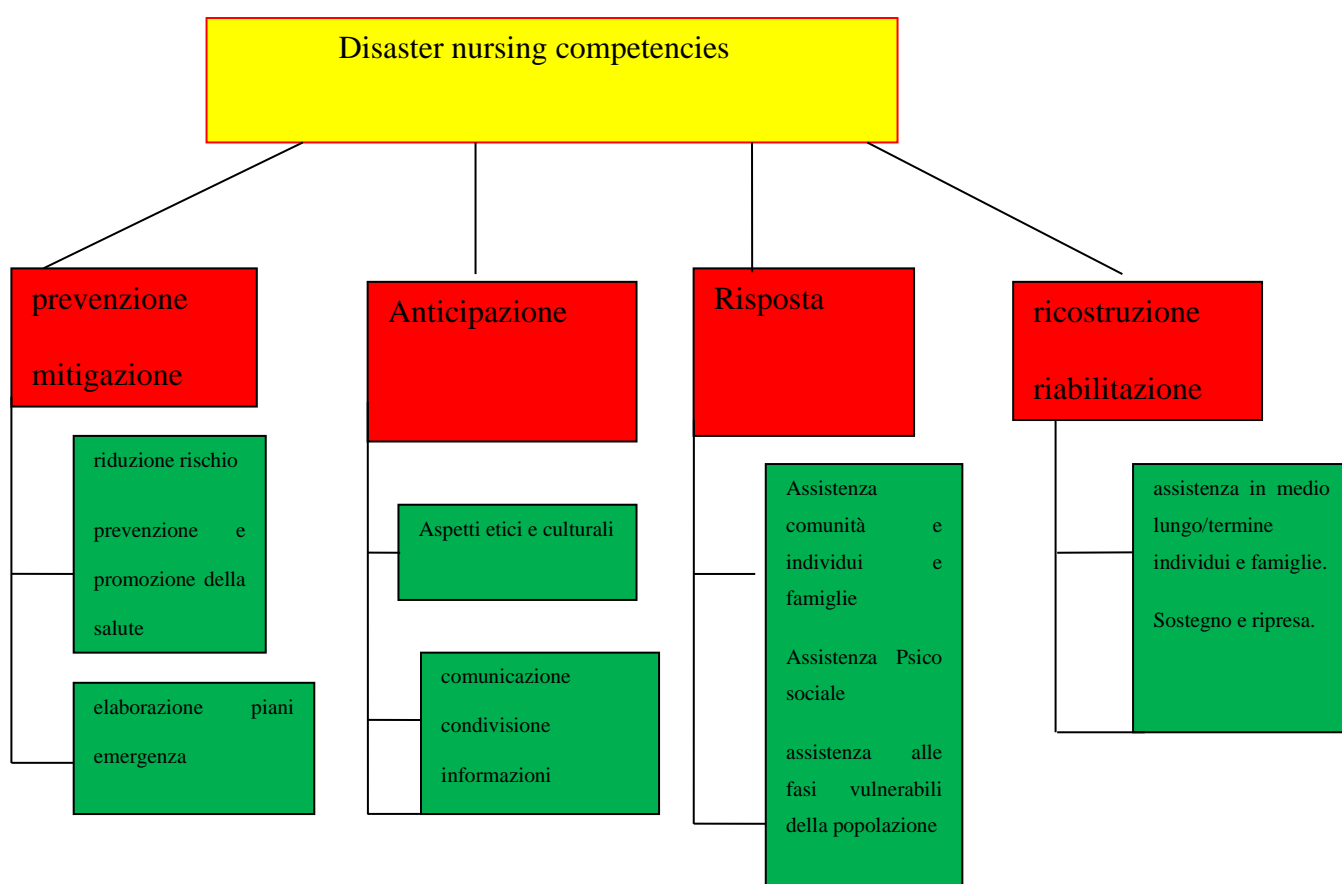 Disaster nursing competencies
prevenzione
mitigazione
Anticipazione
Risposta
ricostruzione
riabilitazione
riduzione rischio
prevenzione e
promozione della
salute
elaborazione piani
emergenza
Aspetti etici e culturali
comunicazione
condivisione
informazioni
Assistenza
comunità e
individui e
famiglie
Assistenza Psico
sociale
assistenza alle
fasi vulnerabili
della popolazione
assistenza in medio
lungo/termine
individui e famiglie.
Sostegno e ripresa.